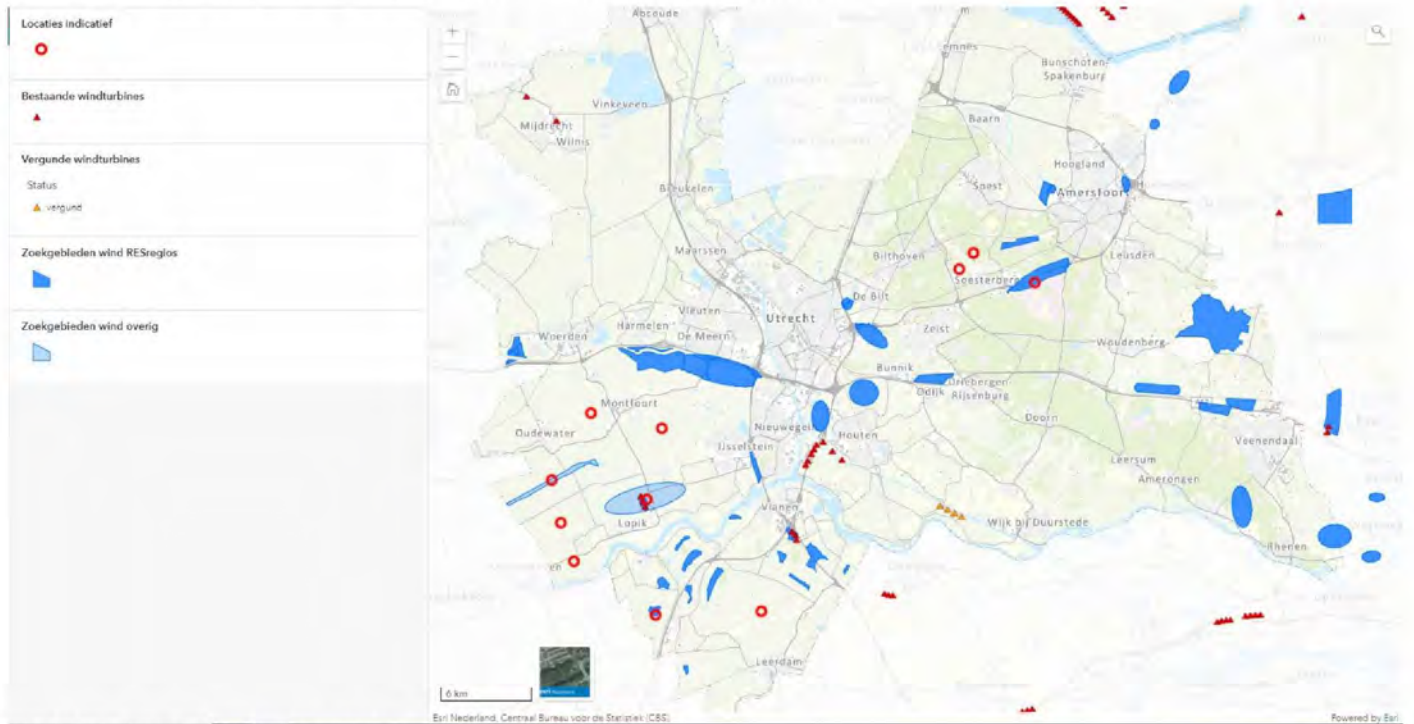 Locaties Indicatief
Bestaande windturbines
Vergunde windturbines
Status
vergund
Zoekgebieden wind RESregios
Zoekgebieden wind overig
Abcoude
Bunschoten-
Spakenburg
Vinkeveen
Baarn
Mijdrecht
Wilnis
Hoogland
Soest
Breukelen
Amersfoort
Maarssen
Bilthoven
Leusden
Soesterberg
De Bilt
Vleuten
Utrecht
Harmelen
De Meern
Woerden
Zeist
Woudenberg
Bunnik
Odijk
Driebergen-
Rijsenburg
Montfoort
Doorn
Oudewater
Nieuwegein
IJsselstein
Houten
Veenendaal
Leersum
Amerongen
Vianen
Lopik
Wijk bij Duurstede
Rhenen
Leerdam
6 km
Esri Nederland, Centraal Bureau voor de Statistiek (CBS)
Powered by Esri